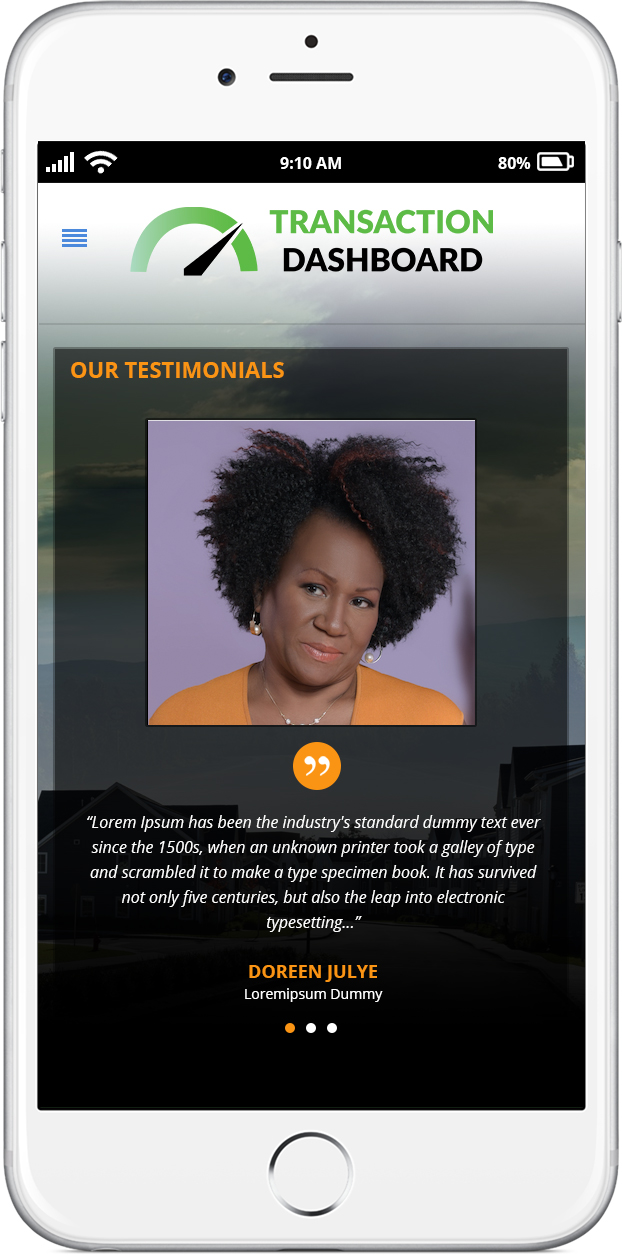 9:10 AM
80%
TRANSACTION
DASHBOARD
OUR TESTIMONIALS
”
“Lorem Ipsum has been the industry's standard dummy text ever
since the 1500s, when an unknown printer took a galley of type
and scrambled it to make a type specimen book. It has survived
not only five centuries, but also the leap into electronic
typesetting...”
DOREEN JULYE
Loremipsum Dummy